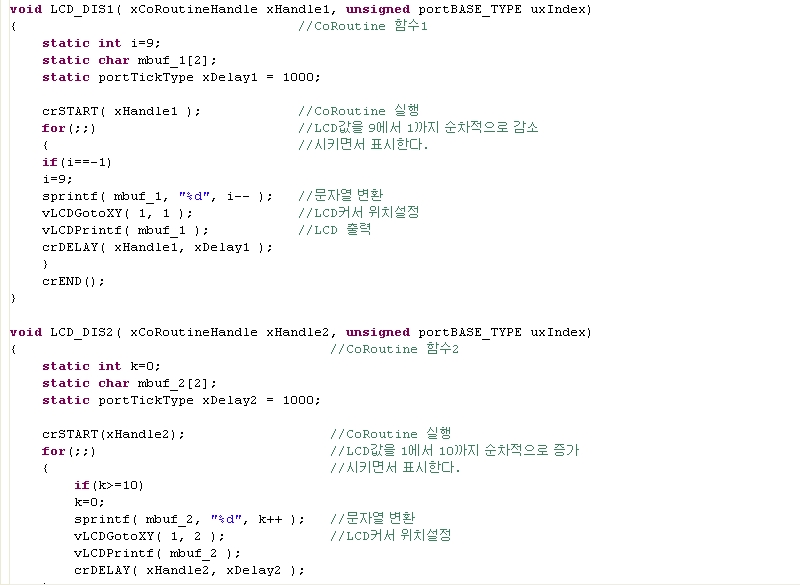 void LCD_DIS1( xCoRoutineHandle xHandle1, unsigned portBASE_TYPE uxIndex)
{ //CoRoutine 함수1
static int i=9;
static char mbuf_1[2];
static portTickType xDelay1 = 1000;
crSTART( xHandle1 ); //CoRoutine 실행
for(;;) //LCD값을 9에서 1까지 순차적으로 감소
{ //시키면서 표시한다.
if(i==-1)
i=9;
sprintf( mbuf_1, "%d", i-- ); //문자열 변환
vLCDGotoXY( 1, 1 ); //LCD커서 위치설정
vLCDPrintf( mbuf_1 ); //LCD 출력
crDELAY( xHandle1, xDelay1 );
}
crEND();
}
void LCD_DIS2( xCoRoutineHandle xHandle2, unsigned portBASE_TYPE uxIndex)
{ //CoRoutine 함수2
static int k=0;
static char mbuf_2[2];
static portTickType xDelay2 = 1000;
crSTART(xHandle2); //CoRoutine 실행
for(;;) //LCD값을 1에서 10까지 순차적으로 증가
{ //시키면서 표시한다.
if(k>=10)
k=0;
sprintf( mbuf_2, "%d", k++ ); //문자열 변환
vLCDGotoXY( 1, 2 ); //LCD커서 위치설정
vLCDPrintf( mbuf_2 );
crDELAY( xHandle2, xDelay2 );